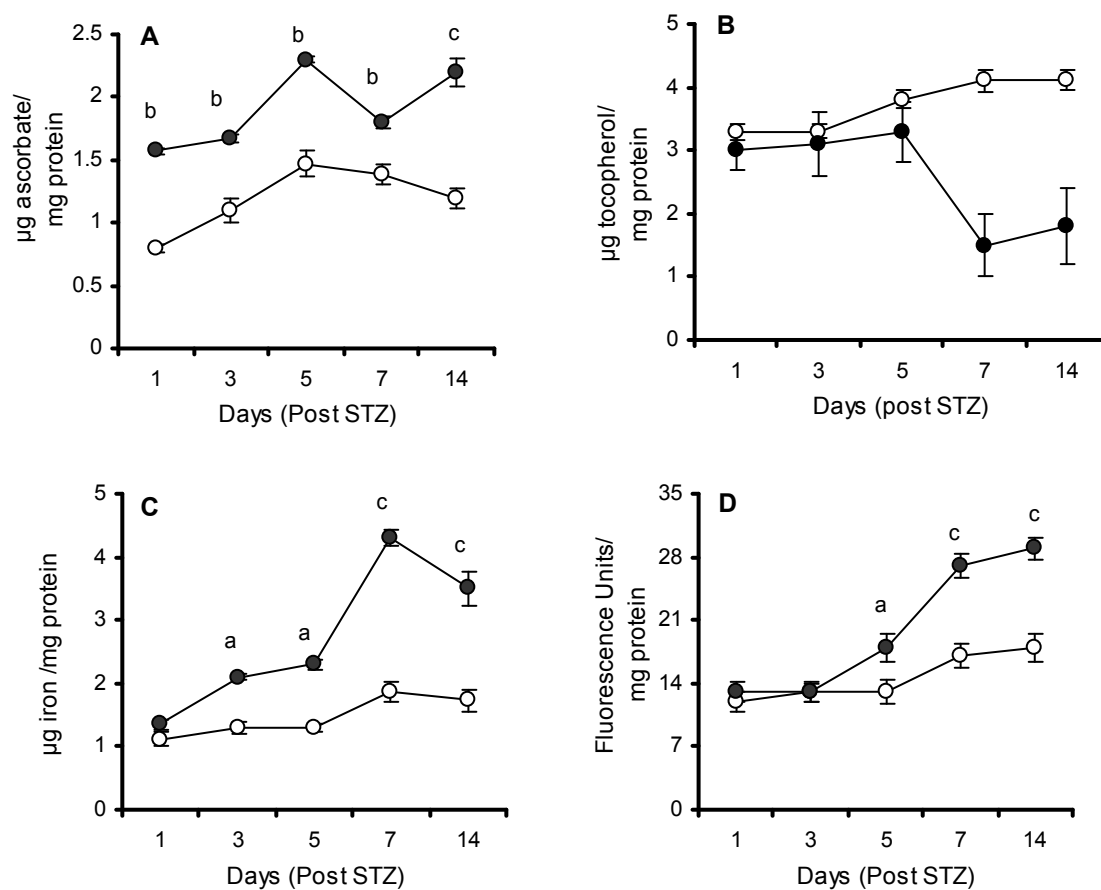 A
b
b
b
b
c
2.5
2
1.5
1
0.5
0
µg ascorbate/
mg protein
1 3 5 7 14
Days (Post STZ)
B
5
4
3
2
1
0
µg tocopherol/
mg protein
1 3 5 7 14
Days (post STZ)
C
a
a
c
c
5
4
3
2
1
0
µg iron /mg protein
1 3 5 7 14
Days (Post STZ)
D
a
c
c
35
28
21
14
7
0
Fluorescence Units/
mg protein
1 3 5 7 14
Days (Post STZ)